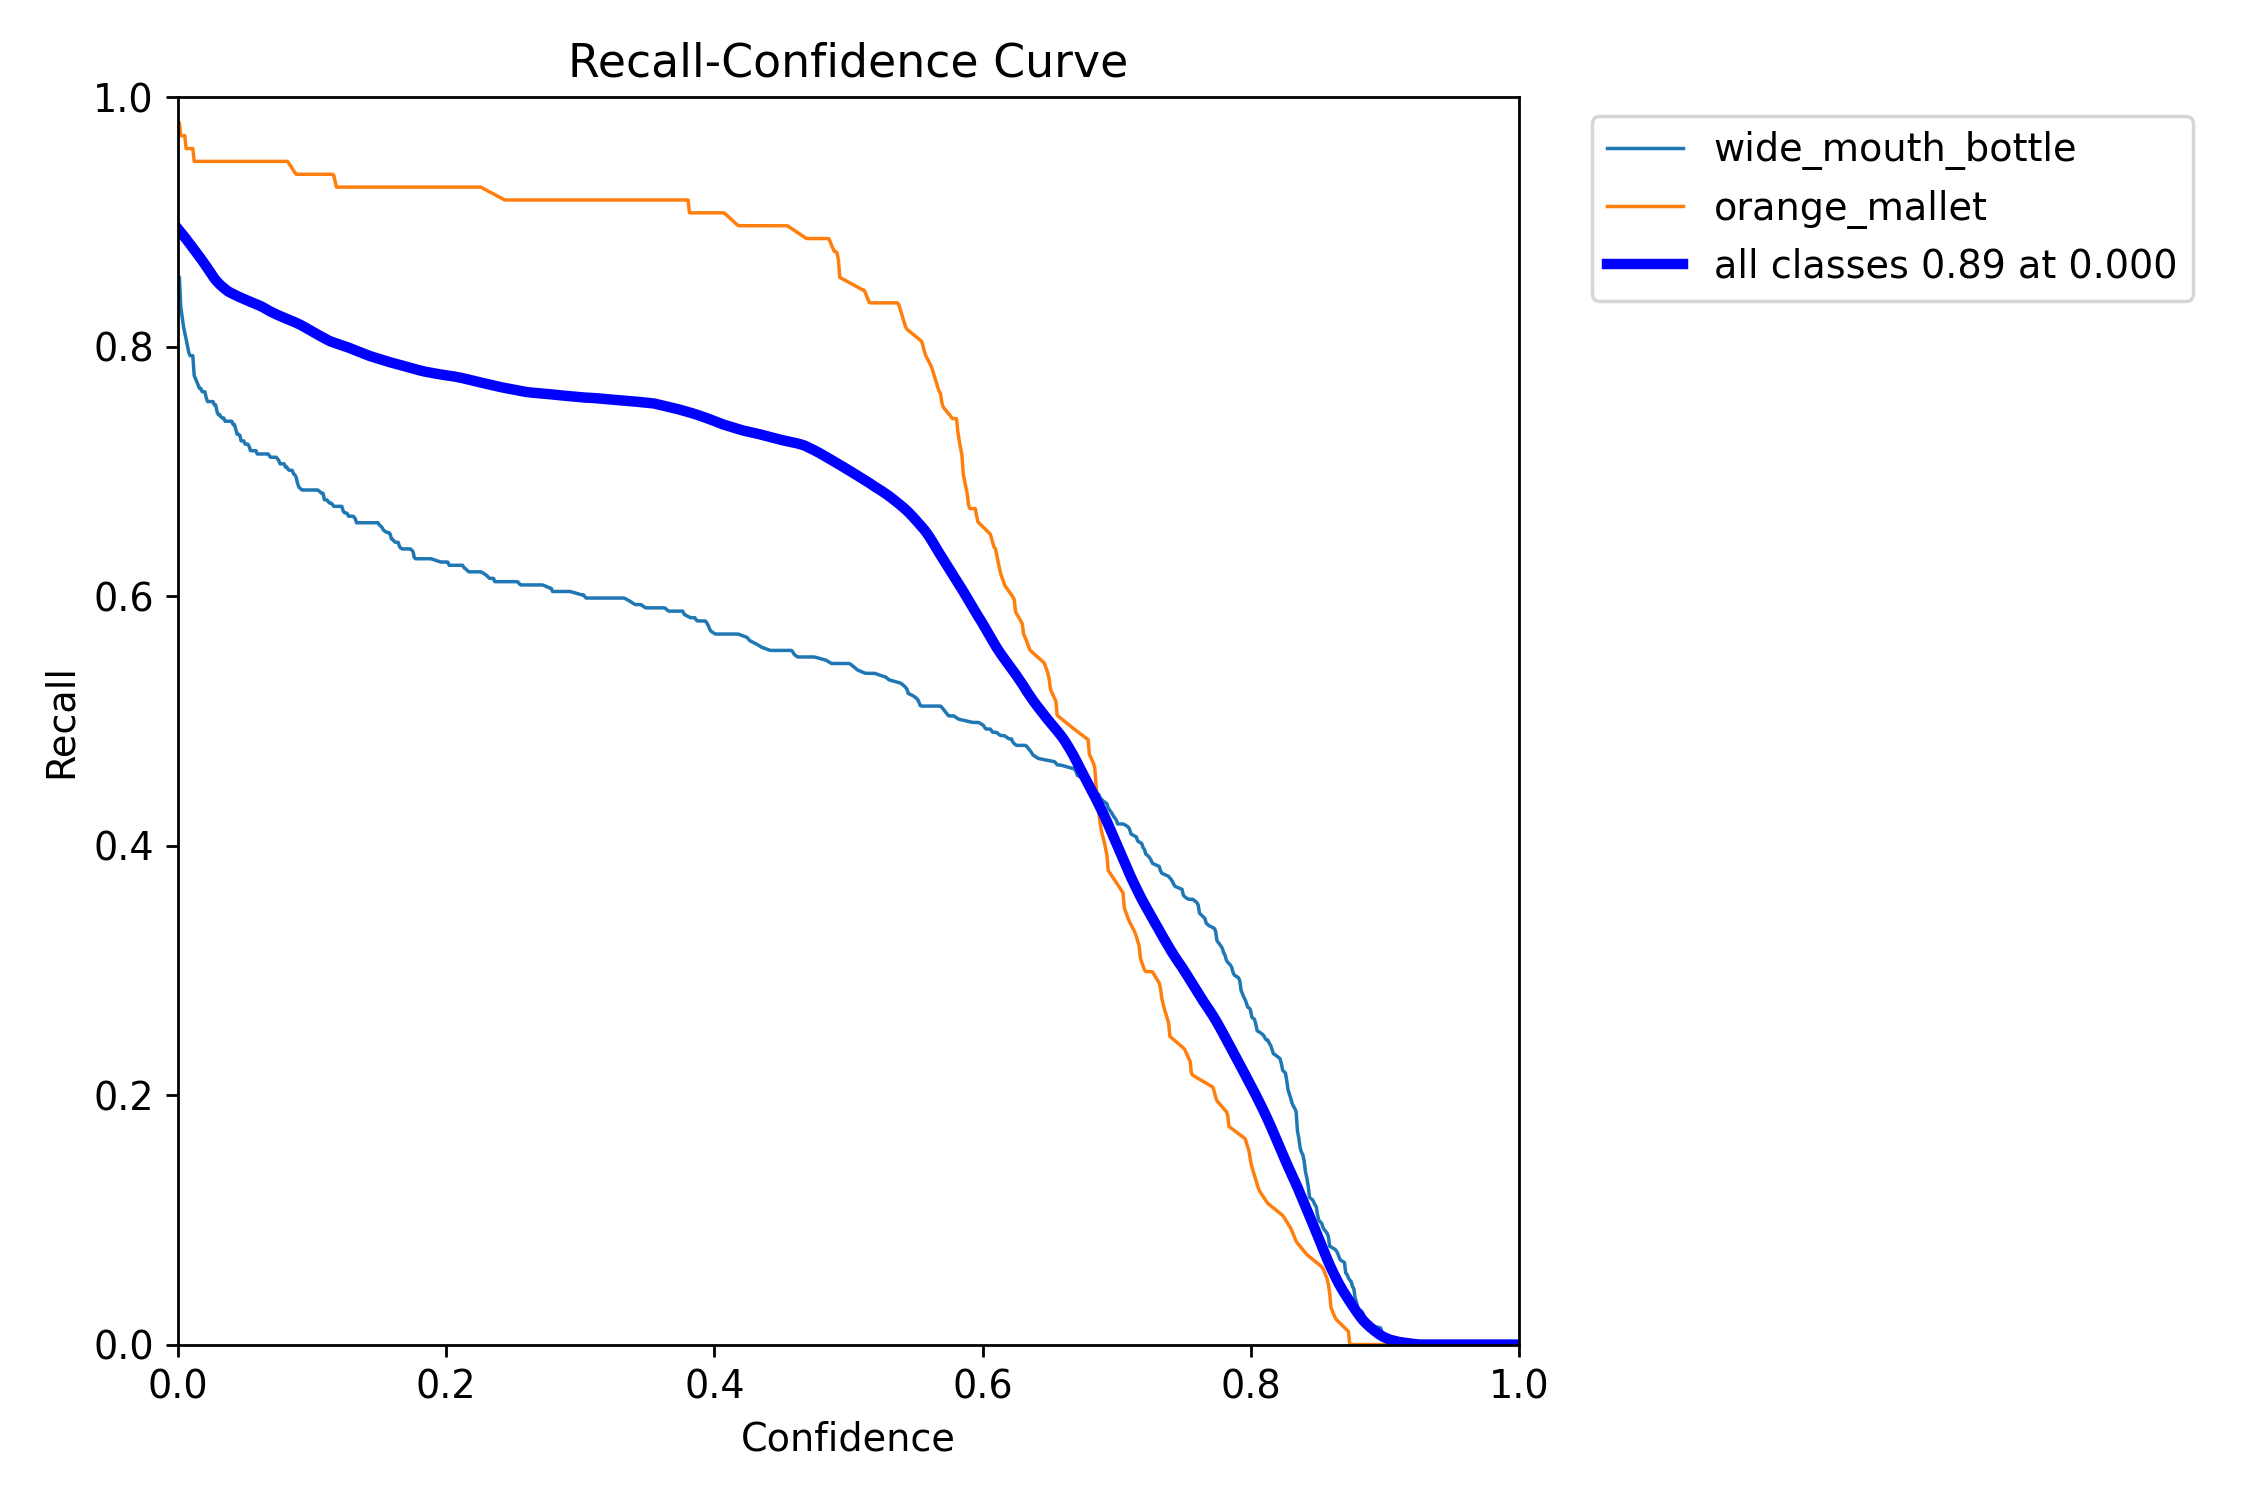 Recall-Confidence Curve
1.0
0.8
0.6
0.4
0.2
0.0
Recall
0.0 0.2 0.4 0.6 0.8 1.0
Confidence
wide_mouth_bottle
orange_mallet
all classes 0.89 at 0.000